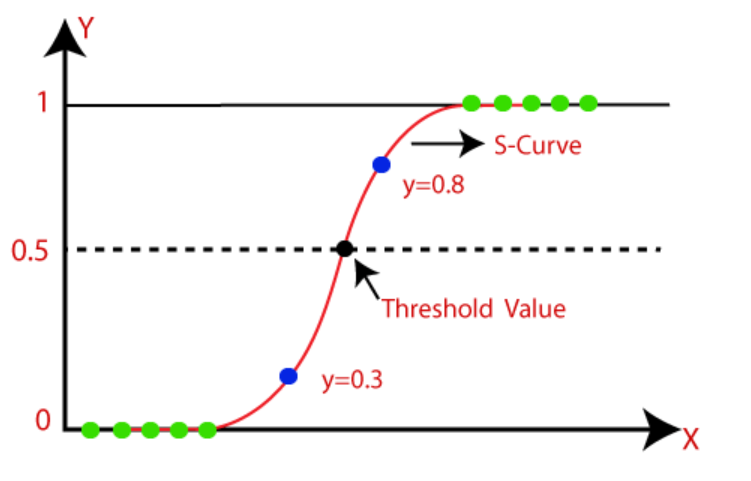 Y
1
S-Curve
y=0.8
0.5
Threshold Value
y=0.3
0
X